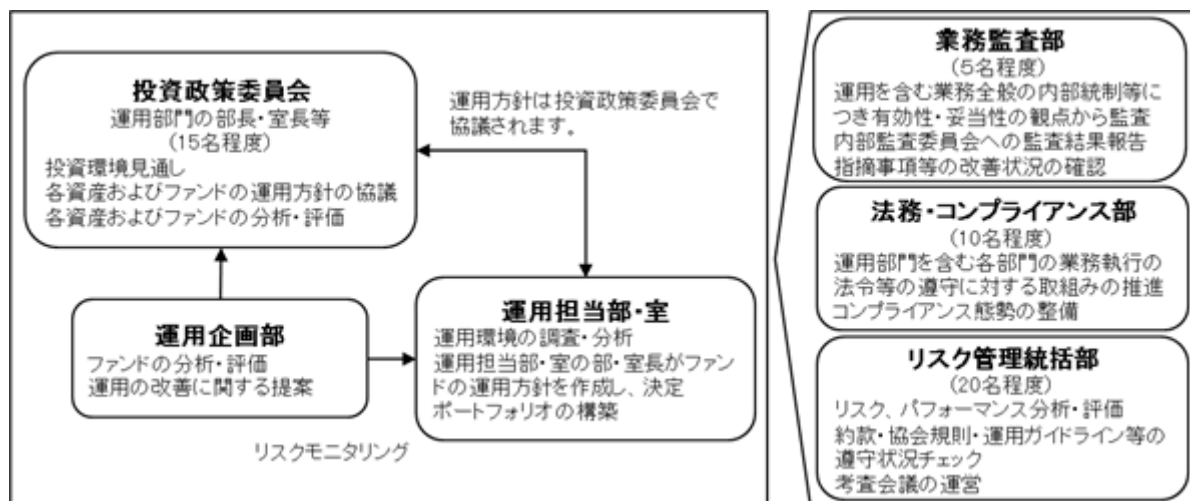 投資政策委員会
運用部門の部長・室長等
(15名程度)
投資環境見通し
各資産およびファンドの運用方針の協議
各資産およびファンドの分析・評価
運用方針は投資政策委員会で
協議されます。
運用企画部
ファンドの分析・評価
運用の改善に関する提案
運用担当部・室
運用環境の調査・分析
運用担当部・室の部・室長がファン
ドの運用方針を作成し、決定
ポートフォリオの構築
リスクモニタリング
業務監査部
(5名程度)
運用を含む業務全般の内部統制等に
つき有効性・妥当性の観点から監査
内部監査委員会への監査結果報告
指摘事項等の改善状況の確認
法務・コンプライアンス部
(10名程度)
運用部門を含む各部門の業務執行の
法令等の遵守に対する取組みの推進
コンプライアンス態勢の整備
リスク管理統括部
(20名程度)
リスク、パフォーマンス分析・評価
約款・協会規則・運用ガイドライン等の
遵守状況チェック
考査会議の運営